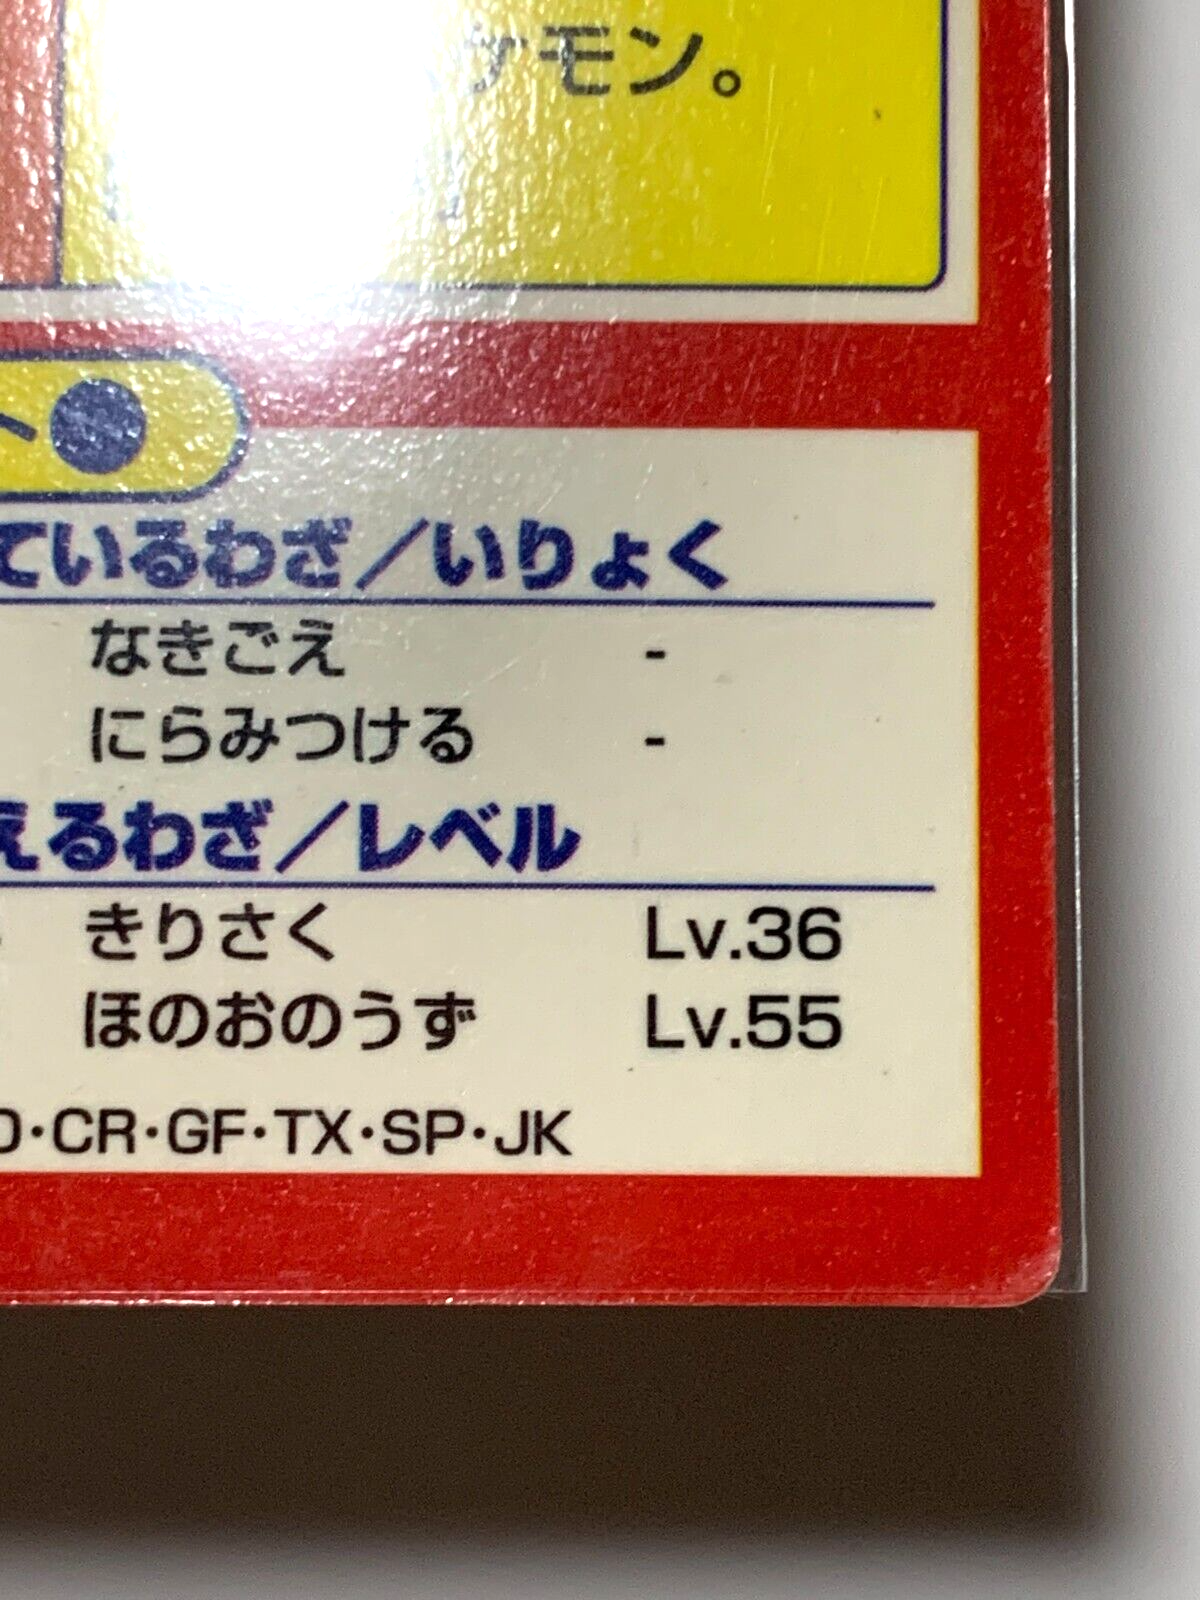 ケモン。
ているわざ／いりょく
なきごえ -
にらみつける -
えるわざ／レベル
きりさく Lv.36
ほのおのうず Lv.55
CR・GF・TX・SP・JK